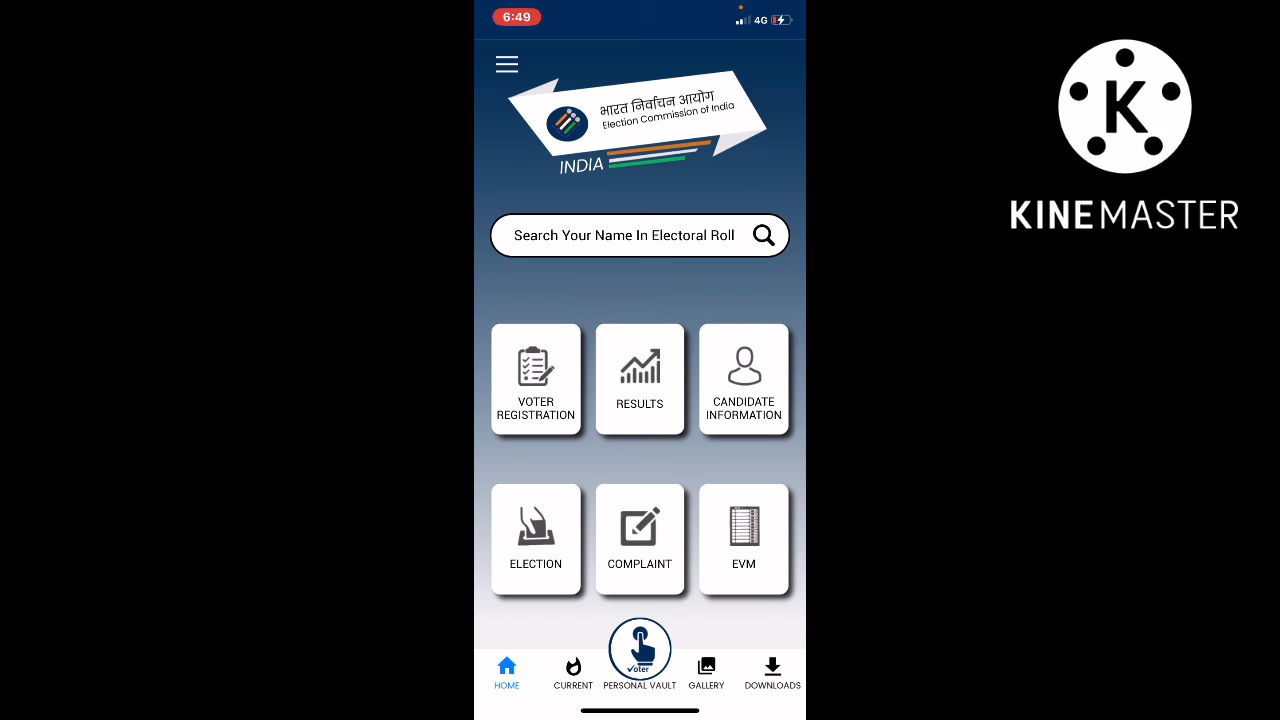 6:49
4G
भारत निर्वाचन आयोग
Election Commission of India
INDIA
K
KINEMASTER
Search Your Name In Electoral Roll
VOTER
REGISTRATION
RESULTS
CANDIDATE
INFORMATION
ELECTION
COMPLAINT
EVM
Voter
HOME
CURRENT
PERSONAL VAULT
GALLERY
DOWNLOADS